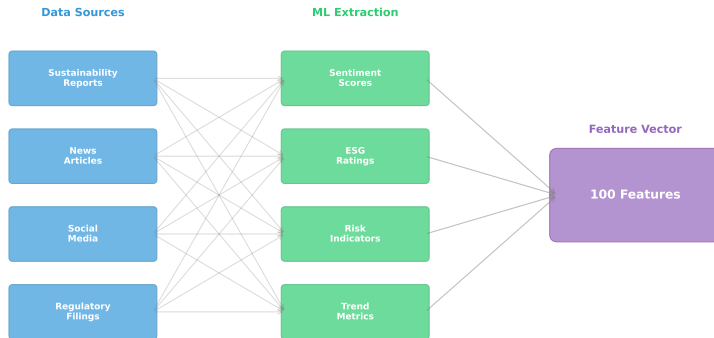 Data Sources
ML Extraction
Sustainability
Reports
Sentiment
Scores
News
Articles
ESG
Ratings
Feature Vector
100 Features
Social
Media
Risk
Indicators
Regulatory
Filings
Trend
Metrics